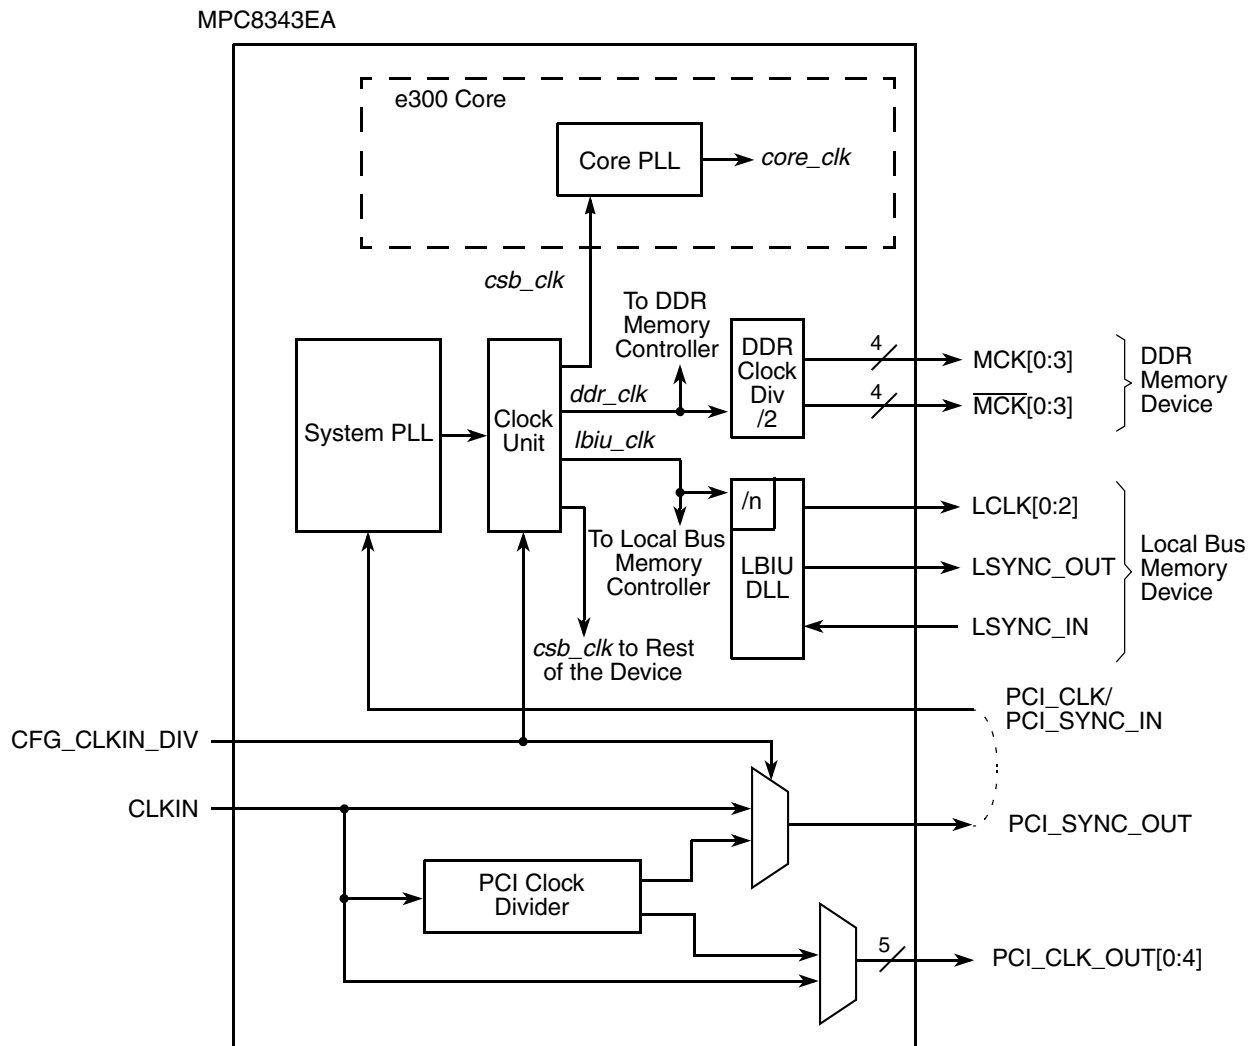 MPC8343EA
e300 Core
Core PLL
core_clk
csb_clk
To DDR
Memory
Controller
DDR
Clock
Div
/2
4
MCK[0:3]
4
M̅C̅K̅[0:3]
DDR
Memory
Device
System PLL
Clock
Unit
ddr_clk
lbiu_clk
/n
LBIU
DLL
LCLK[0:2]
LSYNC_OUT
LSYNC_IN
Local Bus
Memory
Device
To Local Bus
Memory
Controller
csb_clk to Rest
of the Device
PCI_CLK/
PCI_SYNC_IN
CFG_CLKIN_DIV
CLKIN
PCI_SYNC_OUT
PCI Clock
Divider
5
PCI_CLK_OUT[0:4]